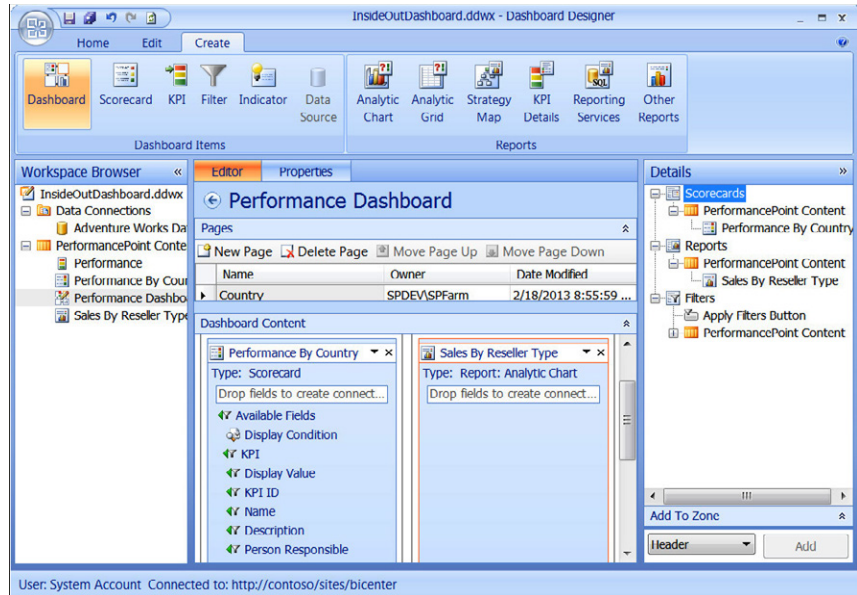 InsideOutDashboard.ddwx - Dashboard Designer
Home Edit Create
Dashboard Scorecard KPI Filter Indicator Data Source Analytic Chart Analytic Grid Strategy Map KPI Details Reporting Services Other Reports
Dashboard Items Reports
Workspace Browser «
InsideOutDashboard.ddwx
Data Connections
Adventure Works Da
PerformancePoint Conte
Performance
Performance By Cour
Performance Dashbo
Sales By Reseller Type
Editor Properties
Performance Dashboard
Pages
New Page Delete Page Move Page Up Move Page Down
Name Owner Date Modified
Country SPDEV\SPFarm 2/18/2013 8:55:59 ...
Dashboard Content
Performance By Country
Type: Scorecard
Drop fields to create connect...
Available Fields
Display Condition
KPI
Display Value
KPI ID
Name
Description
Person Responsible
Sales By Reseller Type
Type: Report: Analytic Chart
Drop fields to create connect...
Details »
Scorecards
PerformancePoint Content
Performance By Country
Reports
PerformancePoint Content
Sales By Reseller Type
Filters
Apply Filters Button
PerformancePoint Content
Add To Zone
Header Add
User: System Account Connected to: http://contoso/sites/bicenter